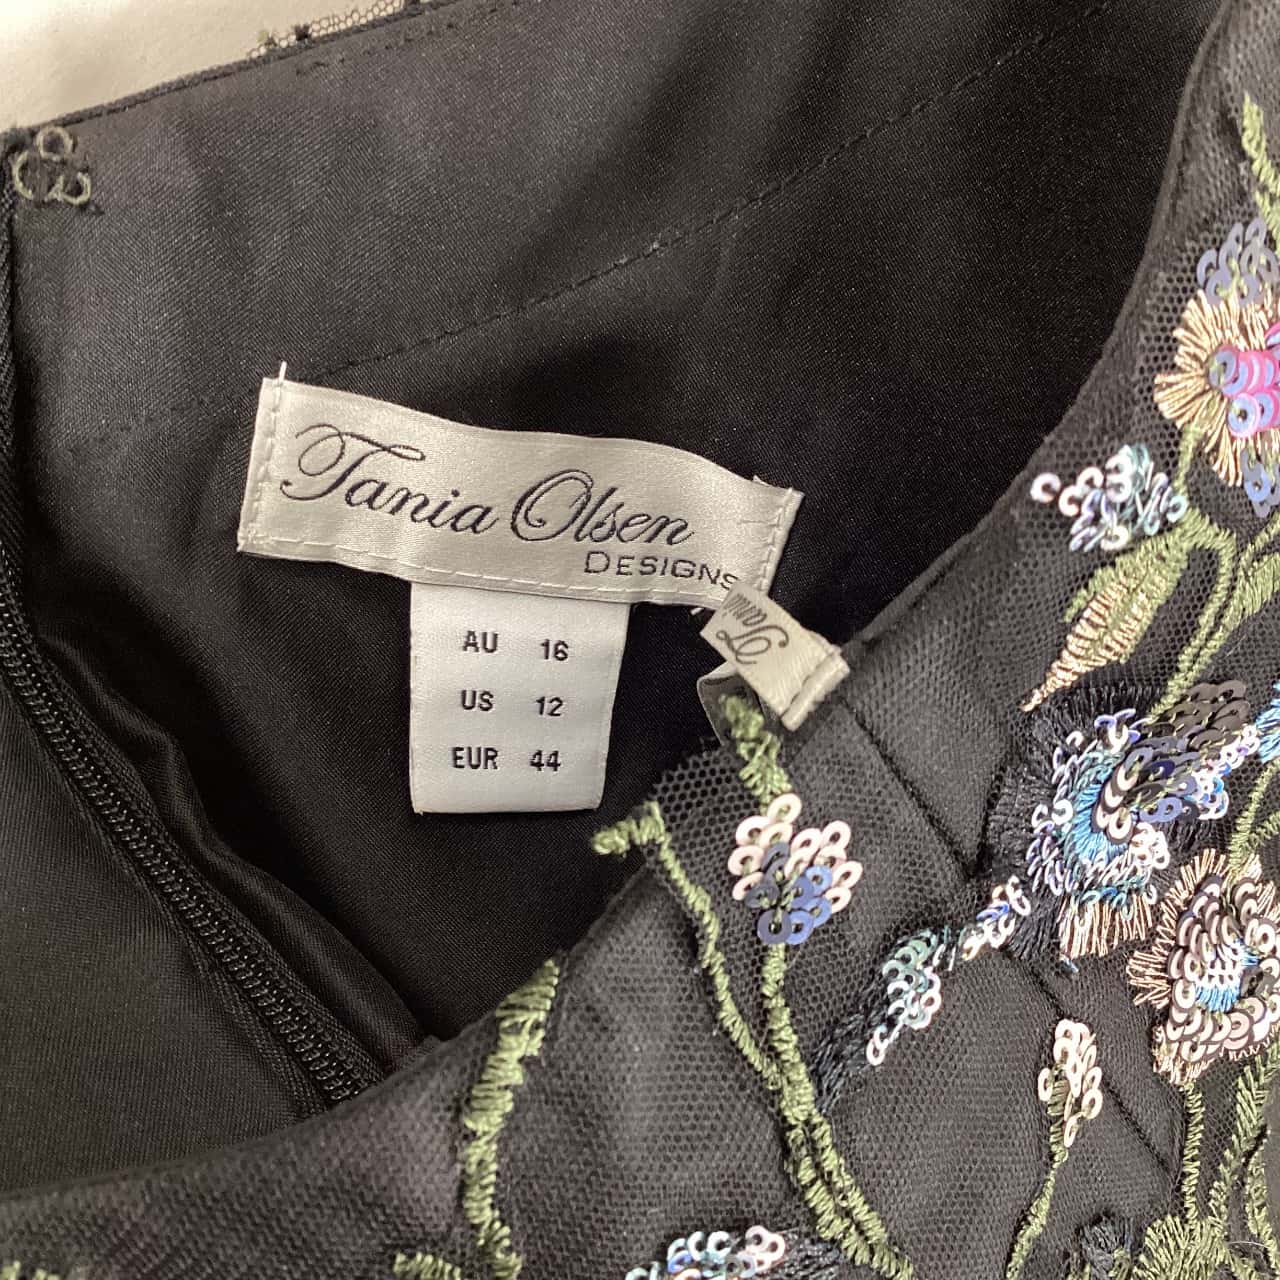 Tania Olsen
DESIGNS
AU 16
US 12
EUR 44